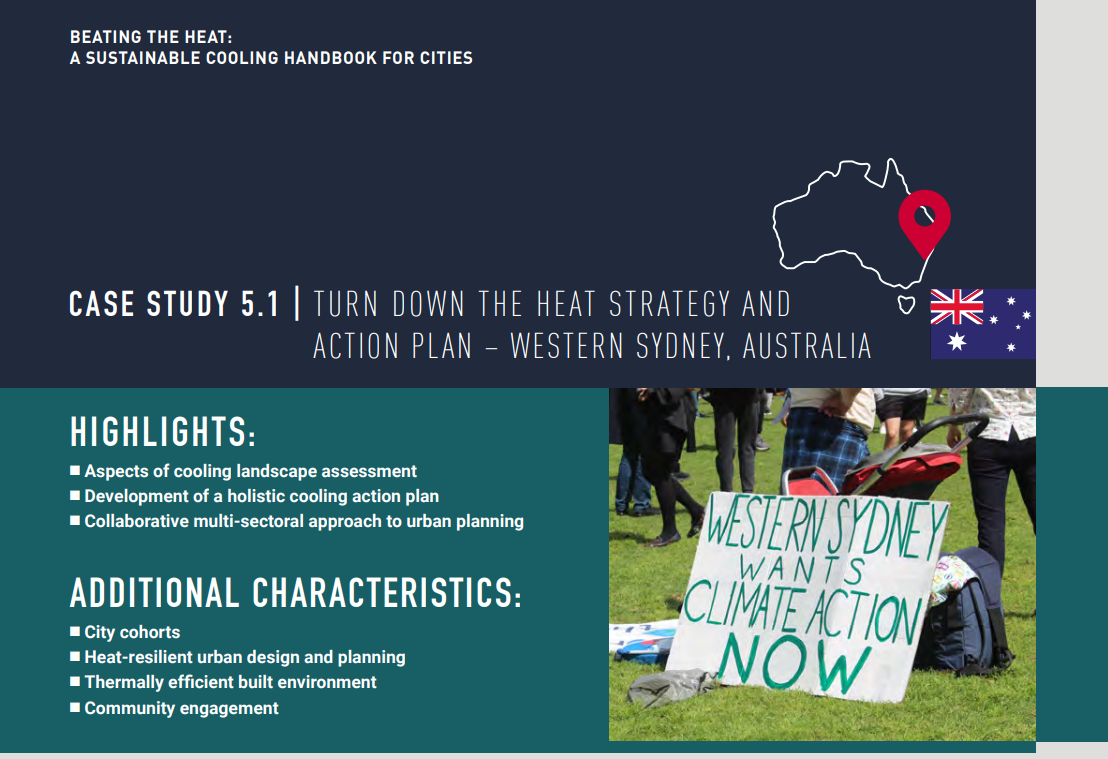 BEATING THE HEAT:
A SUSTAINABLE COOLING HANDBOOK FOR CITIES
CASE STUDY 5.1 | TURN DOWN THE HEAT STRATEGY AND
ACTION PLAN – WESTERN SYDNEY, AUSTRALIA
HIGHLIGHTS:
■ Aspects of cooling landscape assessment
■ Development of a holistic cooling action plan
■ Collaborative multi-sectoral approach to urban planning
ADDITIONAL CHARACTERISTICS:
■ City cohorts
■ Heat-resilient urban design and planning
■ Thermally efficient built environment
■ Community engagement
WESTERN SYDNEY
WANTS
CLIMATE ACTION
NOW